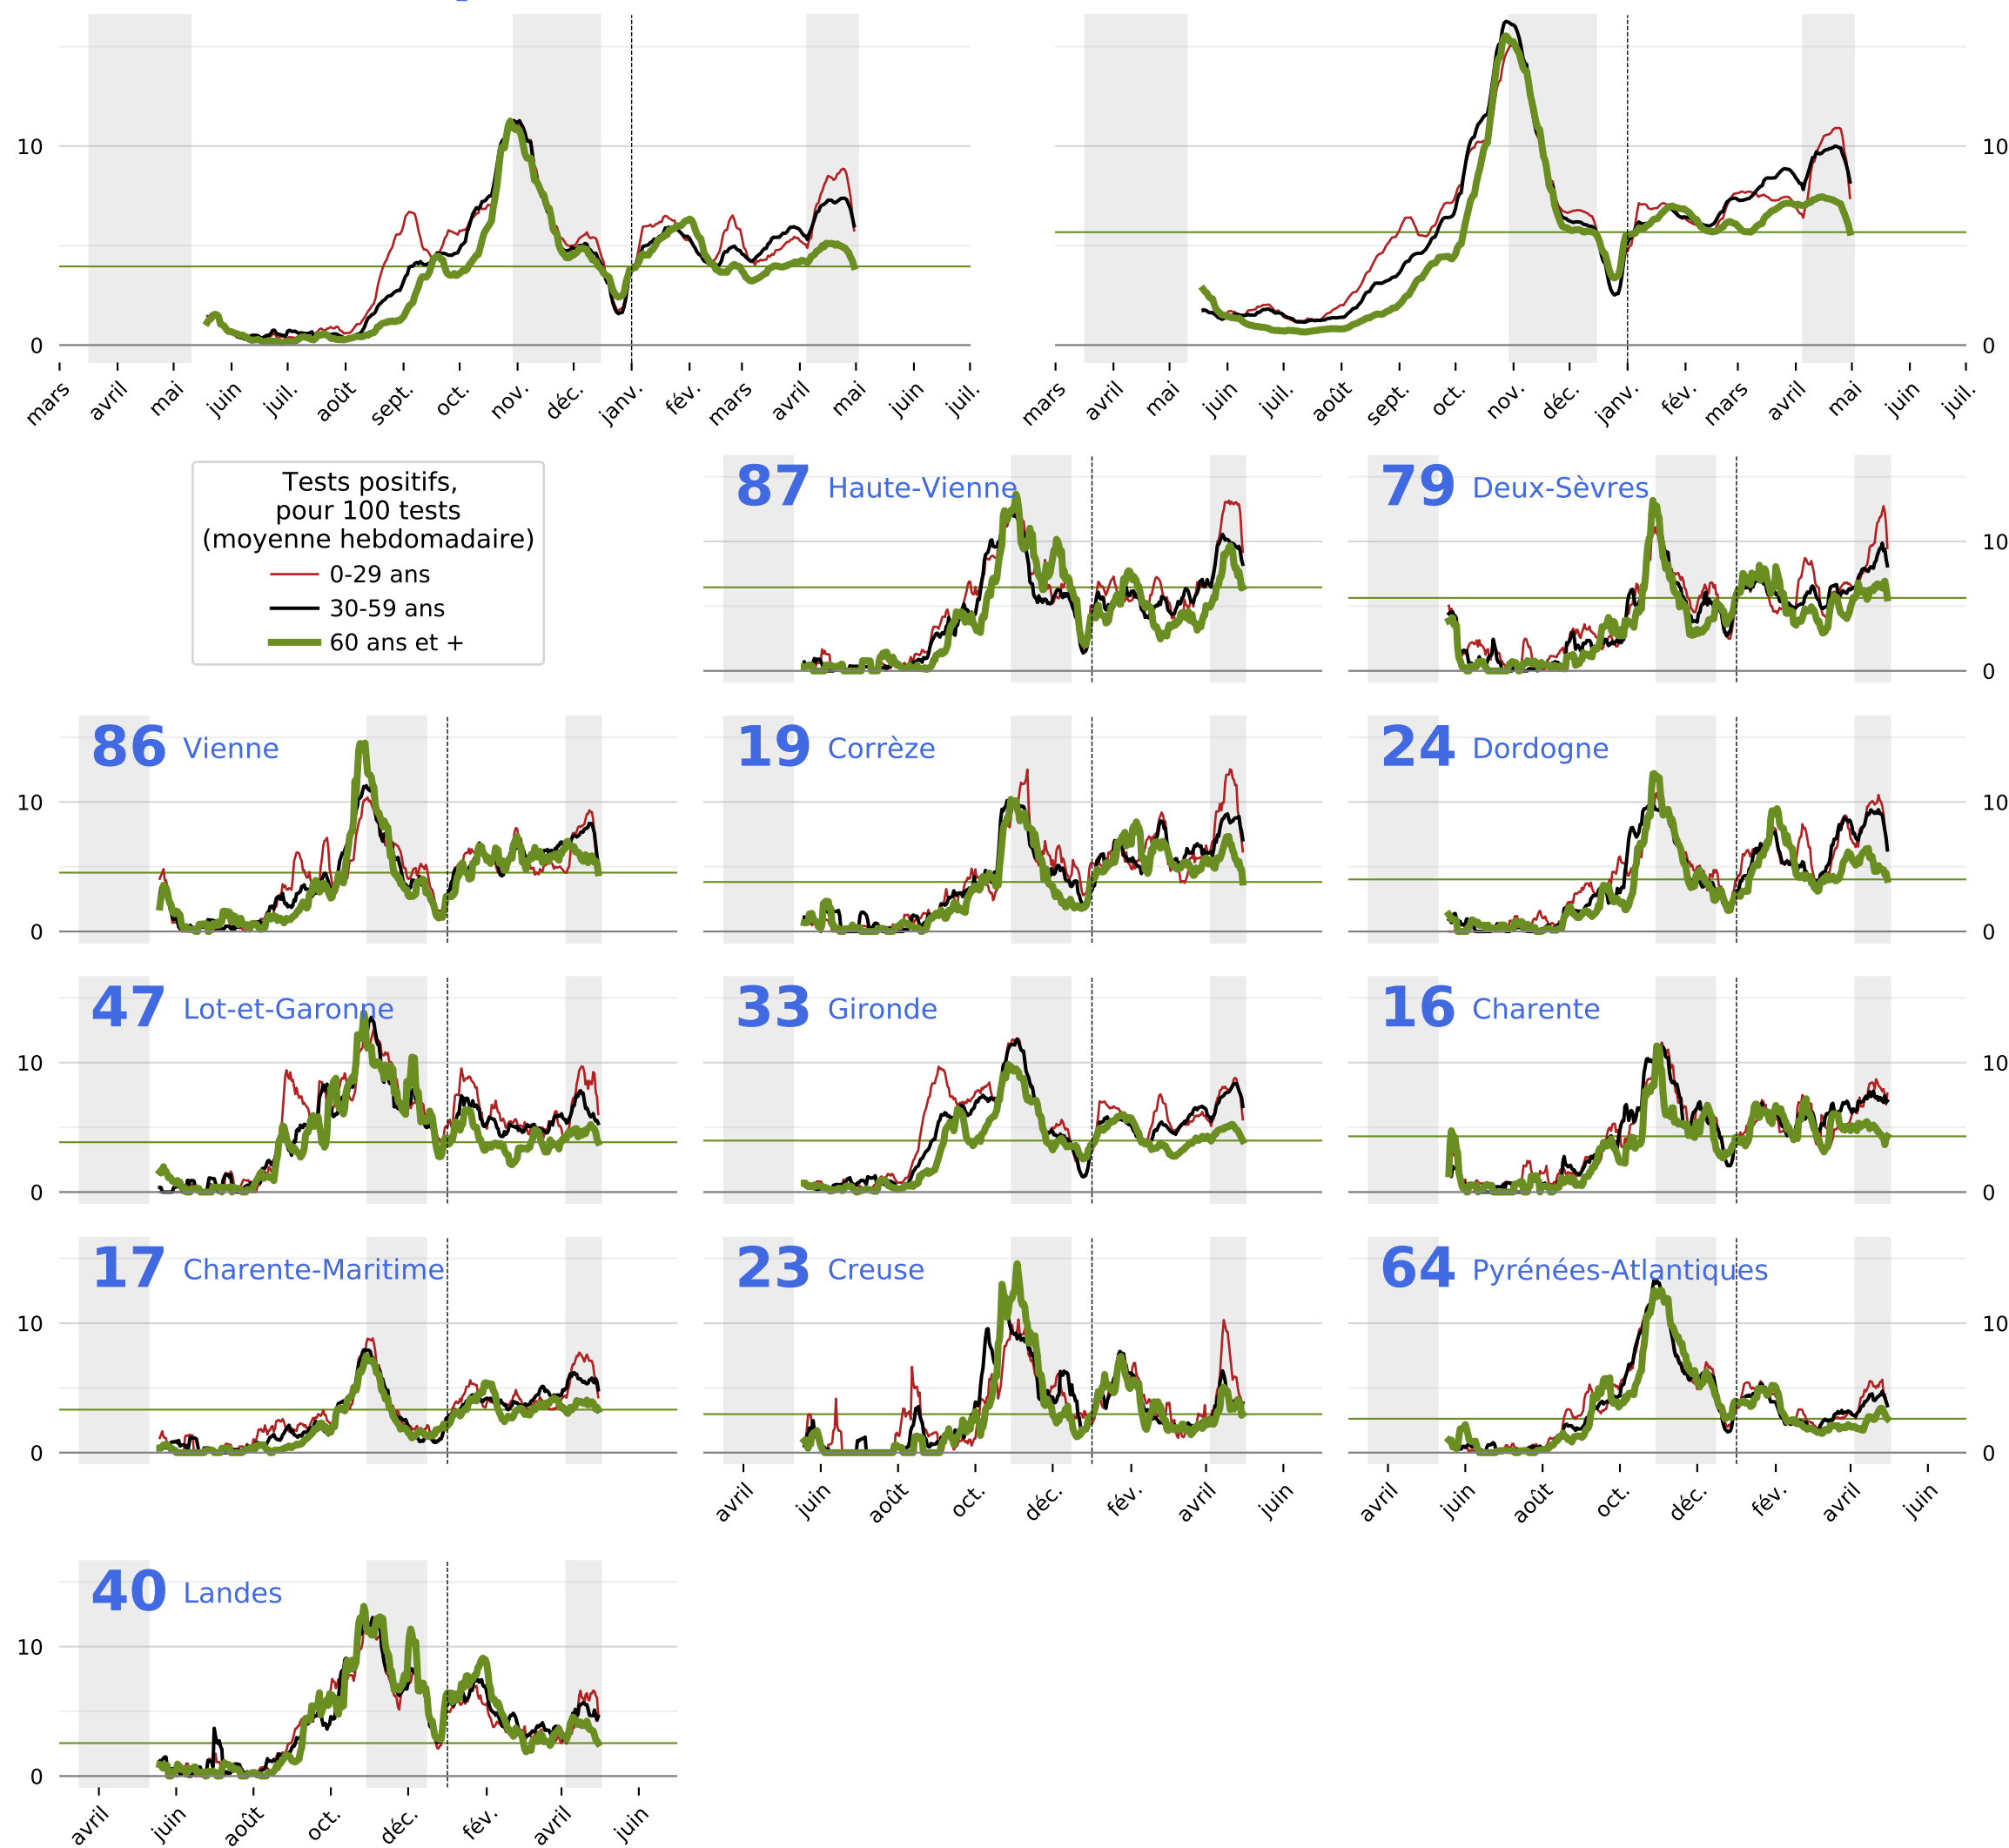 10
10
0
0
mars avril mai juin juil. août sept. oct. nov. déc. janv. fév. mars avril mai juin juil.
mars avril mai juin juil. août sept. oct. nov. déc. janv. fév. mars avril mai juin juil.
Tests positifs,
pour 100 tests
(moyenne hebdomadaire)
0-29 ans
30-59 ans
60 ans et +
87 Haute-Vienne
79 Deux-Sèvres
10
0
86 Vienne
19 Corrèze
24 Dordogne
10
10
0
0
47 Lot-et-Garonne
33 Gironde
16 Charente
10
10
0
0
17 Charente-Maritime
23 Creuse
64 Pyrénées-Atlantiques
10
10
0
0
avril juin août oct. déc. fév. avril juin
avril juin août oct. déc. fév. avril juin
40 Landes
10
0
avril juin août oct. déc. fév. avril juin